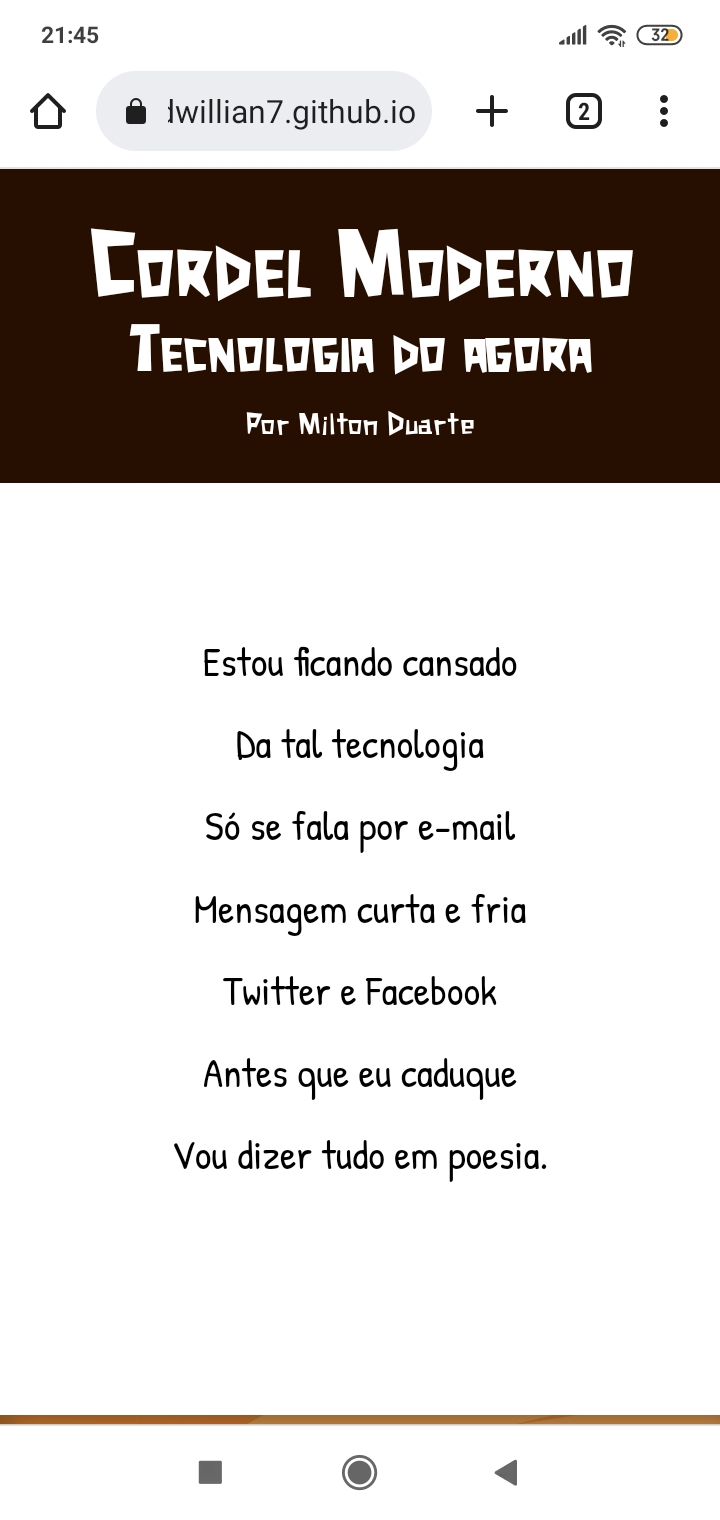 21:45
32
willian7.github.io
2
Cordel Moderno
Tecnologia do agora
Por Milton Duarte
Estou ficando cansado
Da tal tecnologia
Só se fala por e-mail
Mensagem curta e fria
Twitter e Facebook
Antes que eu caduque
Vou dizer tudo em poesia.